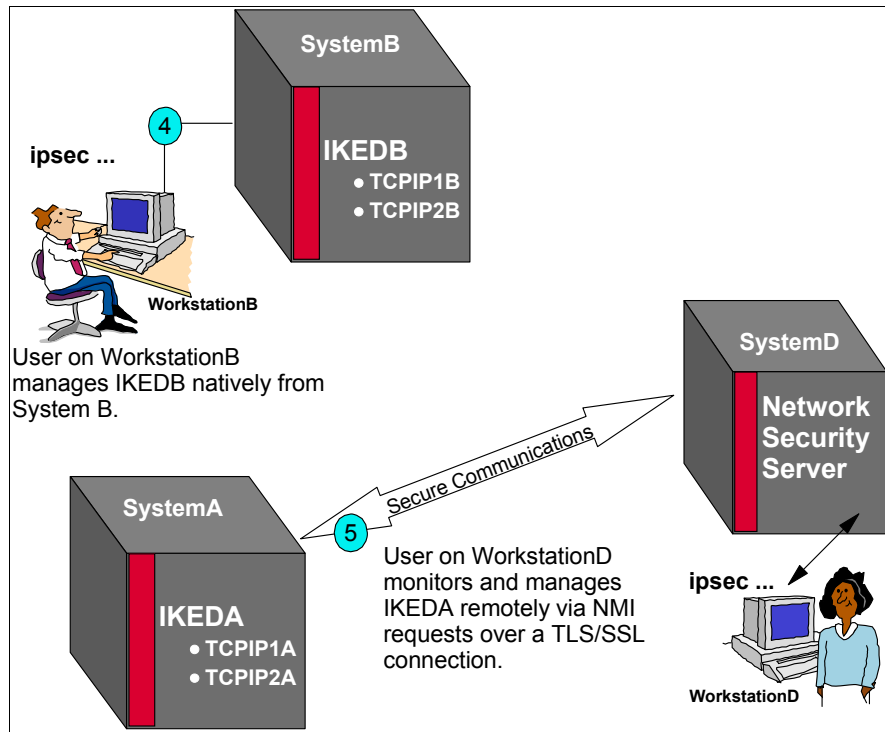 SystemB
4
ipsec ...
IKEDB
• TCPIP1B
• TCPIP2B
WorkstationB
User on WorkstationB
manages IKEDB natively from
System B.
SystemD
Network
Security
Server
Secure Communications
SystemA
5
User on WorkstationD
monitors and manages
IKEDA remotely via NMI
requests over a TLS/SSL
connection.
IKEDA
• TCPIP1A
• TCPIP2A
ipsec ...
WorkstationD